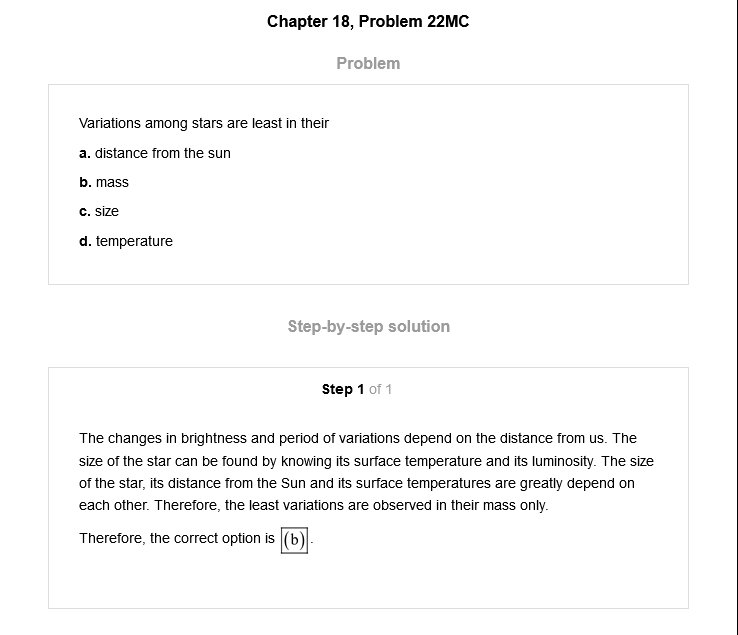 Chapter 18, Problem 22MC
Problem
Variations among stars are least in their
a. distance from the sun
b. mass
c. size
d. temperature
Step-by-step solution
Step 1 of 1
The changes in brightness and period of variations depend on the distance from us. The
size of the star can be found by knowing its surface temperature and its luminosity. The size
of the star, its distance from the Sun and its surface temperatures are greatly depend on
each other. Therefore, the least variations are observed in their mass only.
Therefore, the correct option is (b).